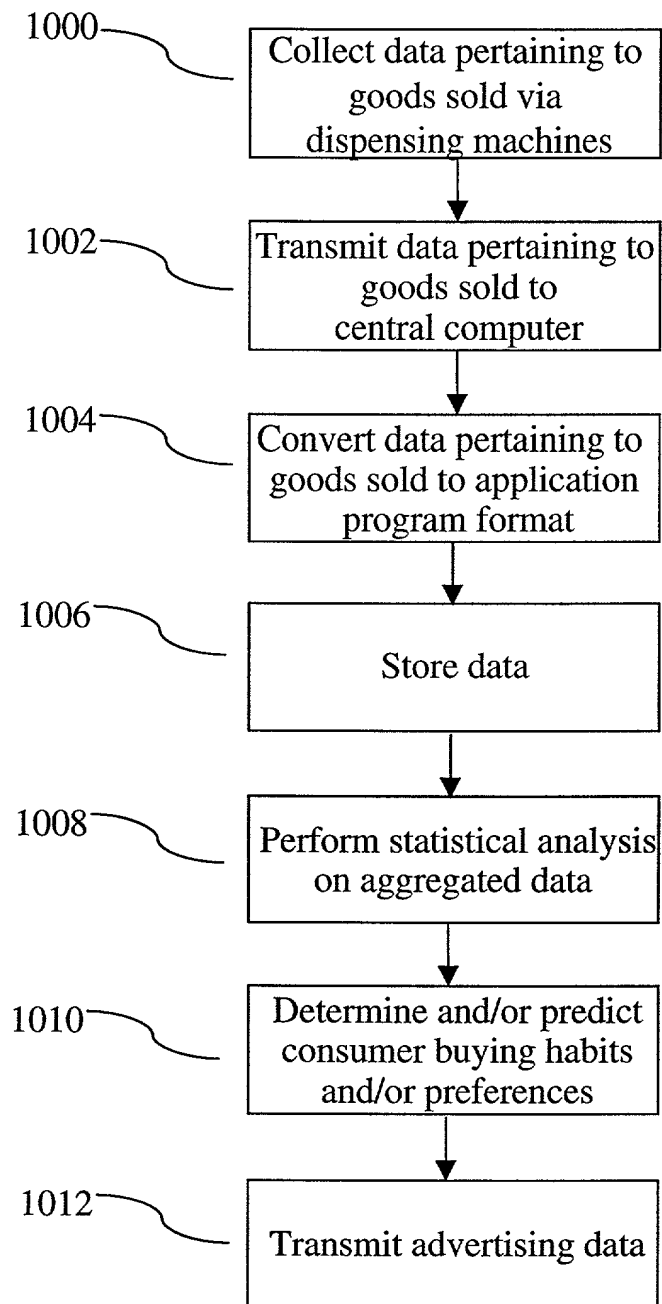 1000
Collect data pertaining to
goods sold via
dispensing machines
1002
Transmit data pertaining to
goods sold to
central computer
1004
Convert data pertaining to
goods sold to application
program format
1006
Store data
1008
Perform statistical analysis
on aggregated data
1010
Determine and/or predict
consumer buying habits
and/or preferences
1012
Transmit advertising data